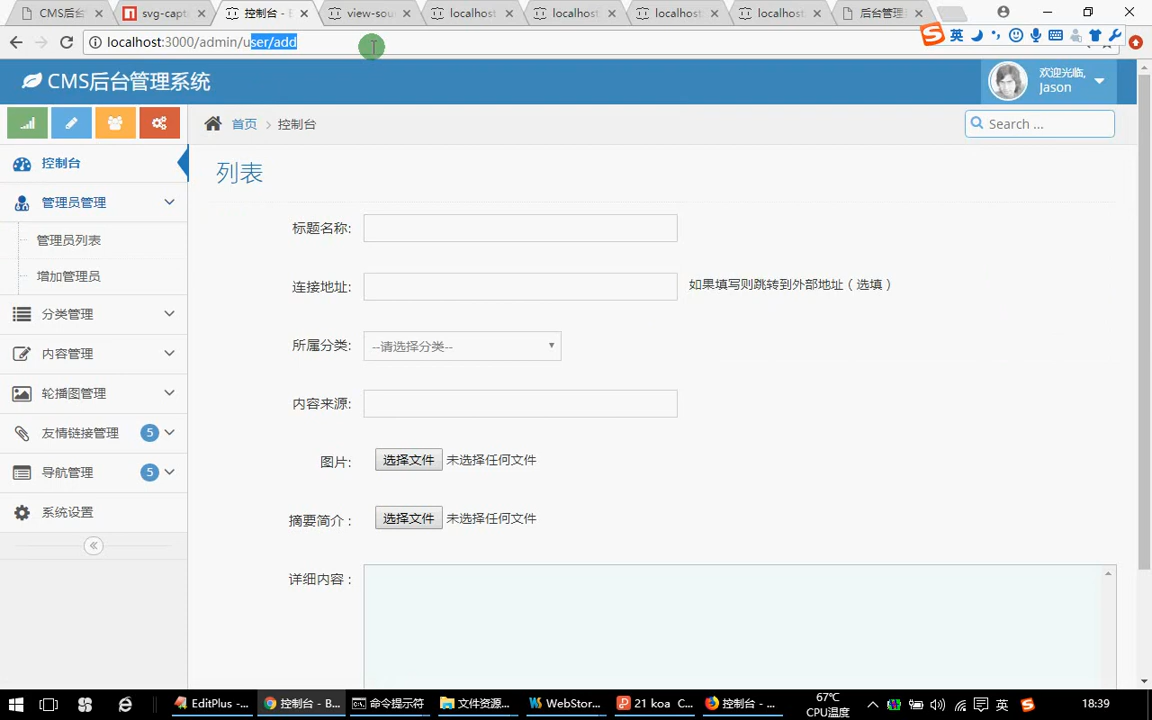 CMS后台
svg-capt
控制台 - B
view-sou
localhost
localhost
localhost
localhost
后台管理
localhost:3000/admin/user/add
英
CMS后台管理系统
欢迎光临,
Jason
首页 > 控制台
Search ...
控制台
列表
管理员管理
管理员列表
增加管理员
分类管理
内容管理
轮播图管理
友情链接管理 5
导航管理 5
系统设置
标题名称:
连接地址:
如果填写则跳转到外部地址（选填）
所属分类:
--请选择分类--
内容来源:
图片:
选择文件 未选择任何文件
摘要简介 :
选择文件 未选择任何文件
详细内容 :
EditPlus -...
控制台 - B...
命令提示符
文件资源...
WebStor...
21 koa C...
控制台 - ...
67℃
CPU温度
英
18:39